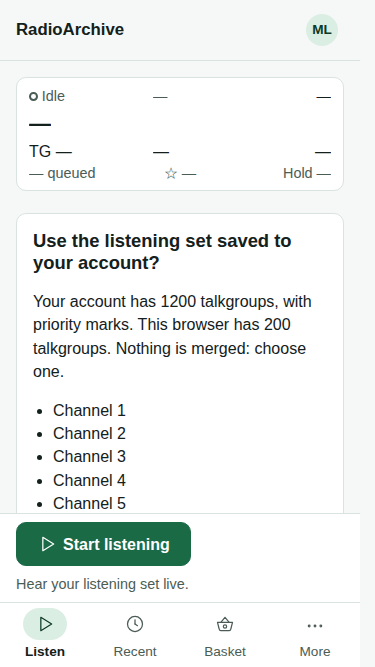 RadioArchive
ML
Idle — —
—
TG — — —
— queued ☆ — Hold —
Use the listening set saved to
your account?
Your account has 1200 talkgroups, with
priority marks. This browser has 200
talkgroups. Nothing is merged: choose
one.
• Channel 1
• Channel 2
• Channel 3
• Channel 4
• Channel 5
Start listening
Hear your listening set live.
Listen Recent Basket More